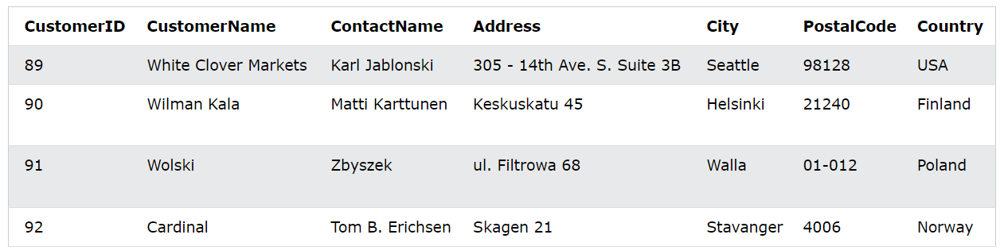 CustomerID CustomerName ContactName Address City PostalCode Country
89 White Clover Markets Karl Jablonski 305 - 14th Ave. S. Suite 3B Seattle 98128 USA
90 Wilman Kala Matti Karttunen Keskuskatu 45 Helsinki 21240 Finland
91 Wolski Zbyszek ul. Filtrowa 68 Walla 01-012 Poland
92 Cardinal Tom B. Erichsen Skagen 21 Stavanger 4006 Norway